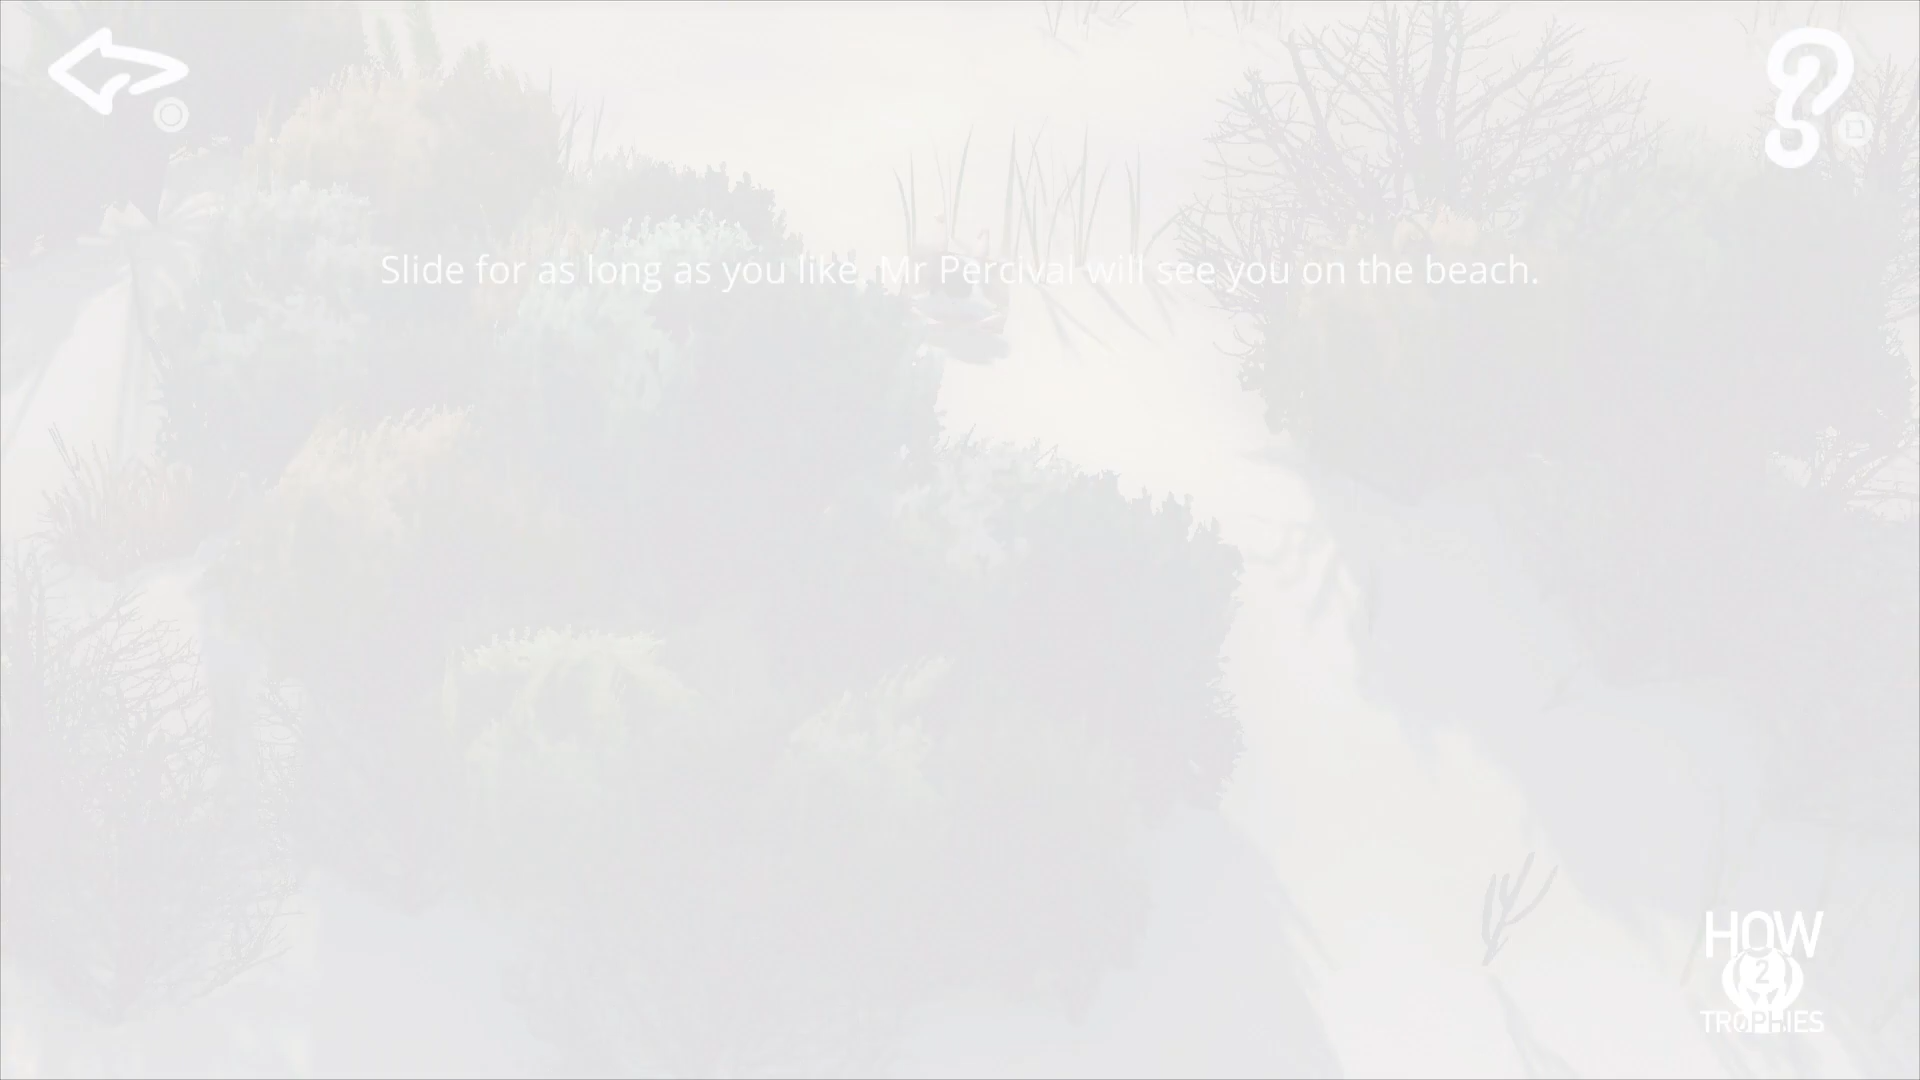 Slide for as long as you like. Mr Percival will see you on the beach.
HOW
2
TROPHIES